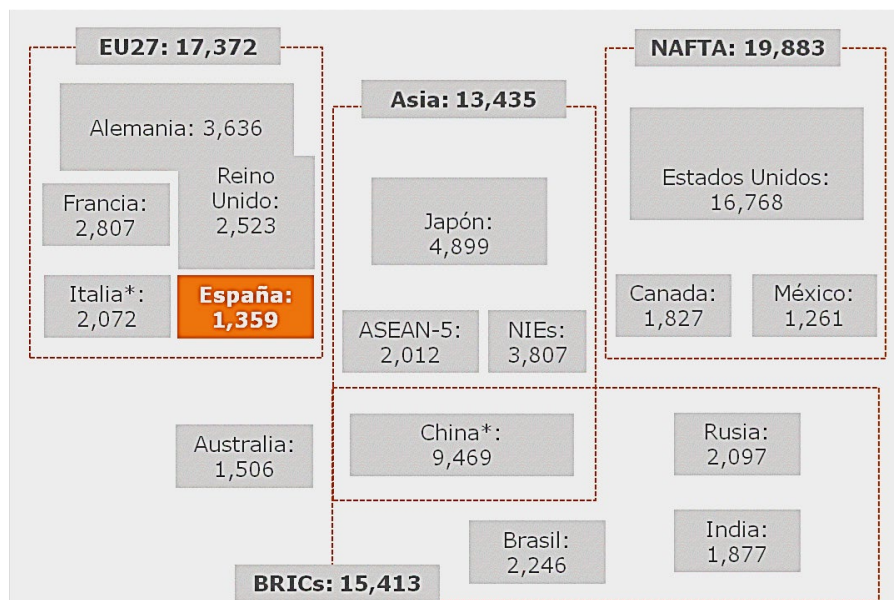 EU27: 17,372
Alemania: 3,636
Reino
Unido:
2,523
Francia:
2,807
Italia*:
2,072
España:
1,359
Asia: 13,435
Japón:
4,899
ASEAN-5:
2,012
NIEs:
3,807
China*:
9,469
NAFTA: 19,883
Estados Unidos:
16,768
Canada:
1,827
México:
1,261
Australia:
1,506
Rusia:
2,097
Brasil:
2,246
India:
1,877
BRICs: 15,413